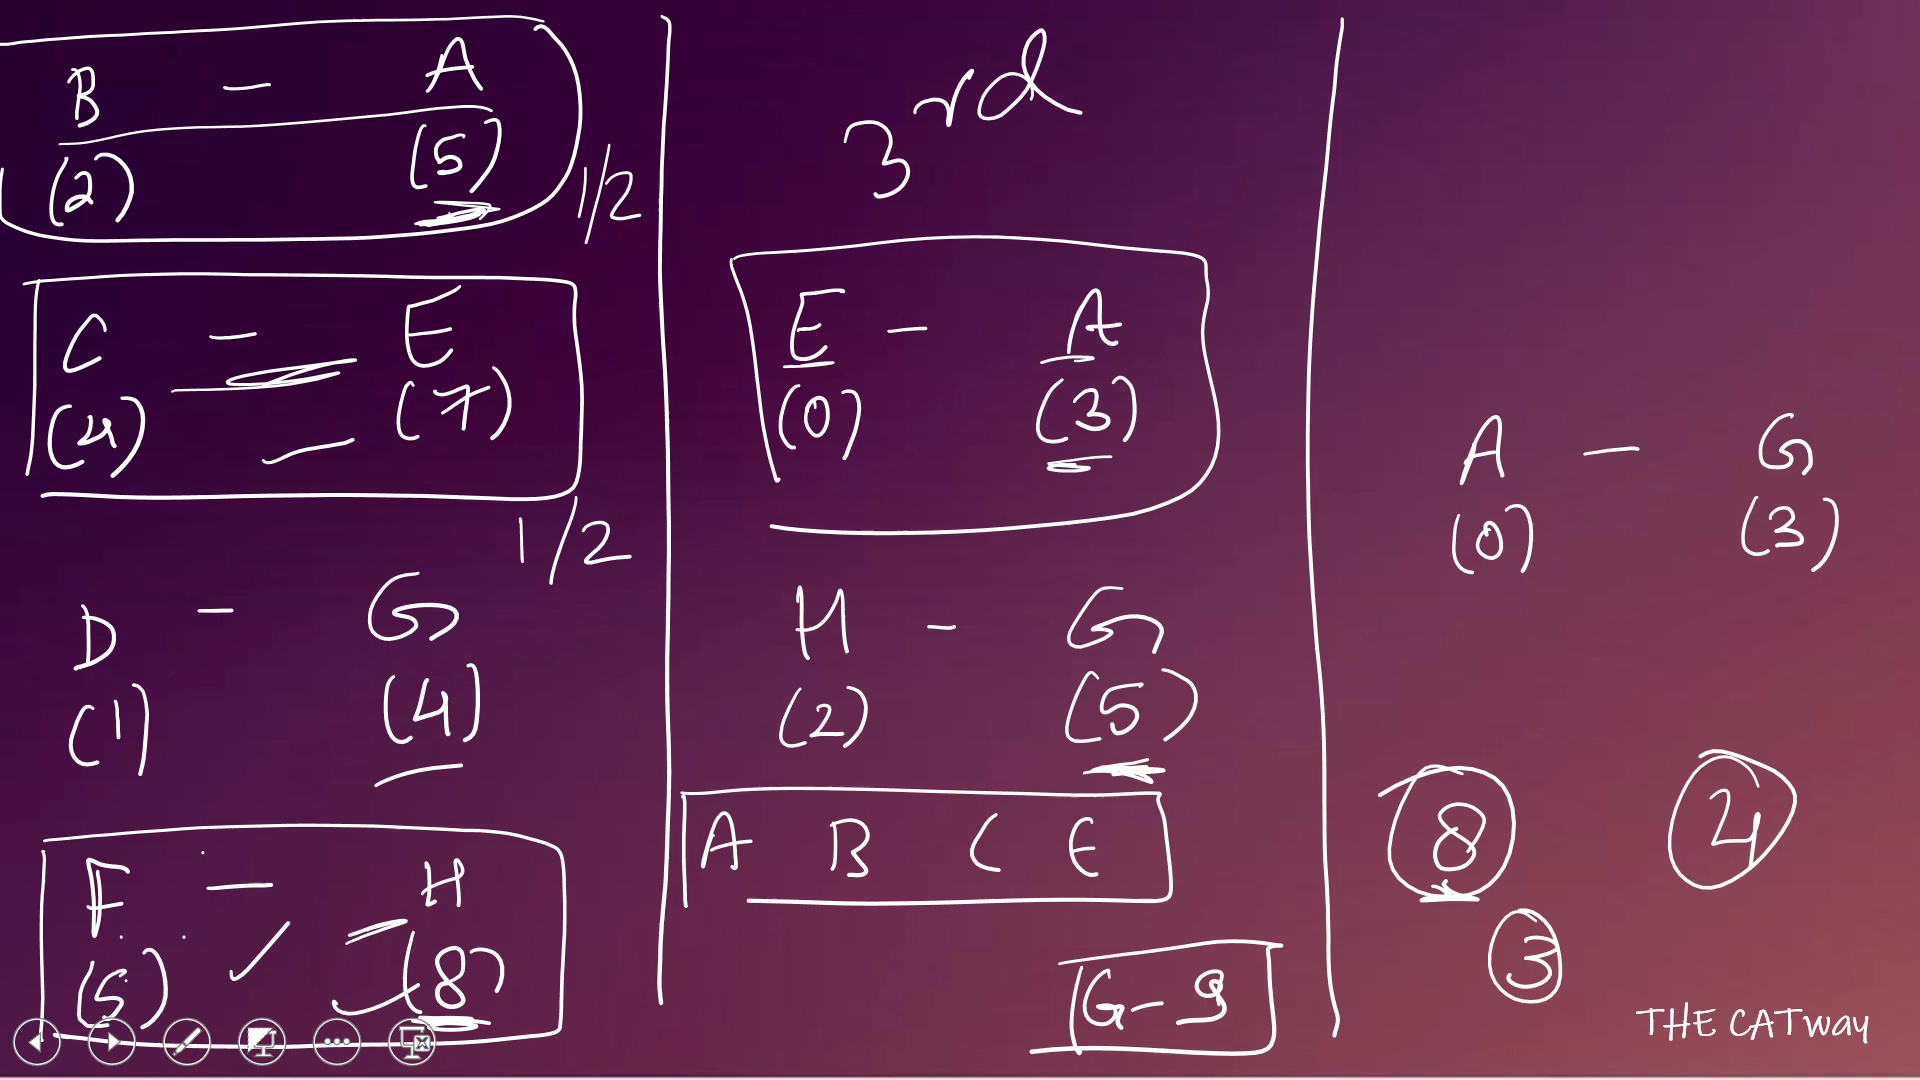 B - A
(2) (5)
1/2
C - E
(4) (7)
1/2
D - G
(1) (4)
F - H
(5) (8)
3rd
E - A
(0) (3)
H - G
(2) (5)
A B C E
G - 9
A - G
(0) (3)
8 4
3
THE CATway